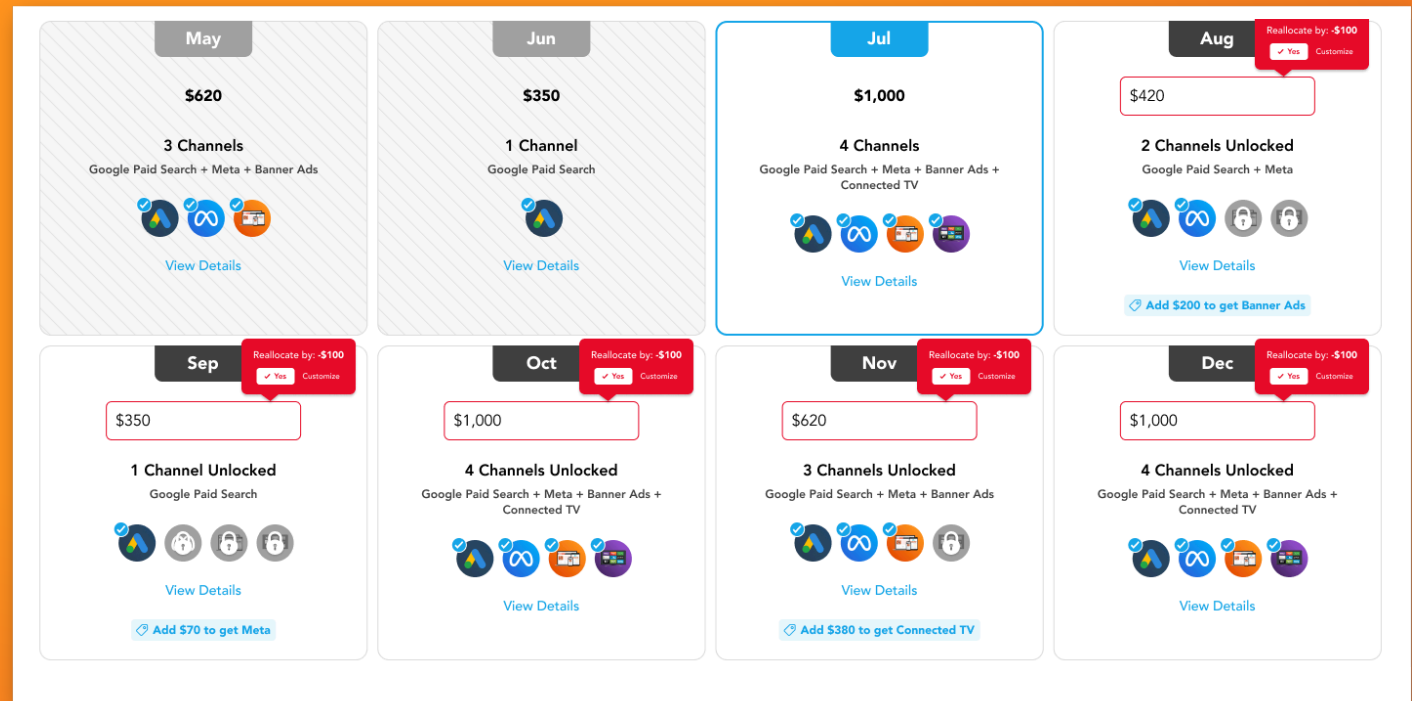 May
$620
3 Channels
Google Paid Search + Meta + Banner Ads
View Details
Jun
$350
1 Channel
Google Paid Search
View Details
Jul
$1,000
4 Channels
Google Paid Search + Meta + Banner Ads +
Connected TV
View Details
Aug
Reallocate by: -$100
Yes
Customize
$420
2 Channels Unlocked
Google Paid Search + Meta
View Details
Add $200 to get Banner Ads
Sep
Reallocate by: -$100
Yes
Customize
$350
1 Channel Unlocked
Google Paid Search
View Details
Add $70 to get Meta
Oct
Reallocate by: -$100
Yes
Customize
$1,000
4 Channels Unlocked
Google Paid Search + Meta + Banner Ads +
Connected TV
View Details
Nov
Reallocate by: -$100
Yes
Customize
$620
3 Channels Unlocked
Google Paid Search + Meta + Banner Ads
View Details
Add $380 to get Connected TV
Dec
Reallocate by: -$100
Yes
Customize
$1,000
4 Channels Unlocked
Google Paid Search + Meta + Banner Ads +
Connected TV
View Details